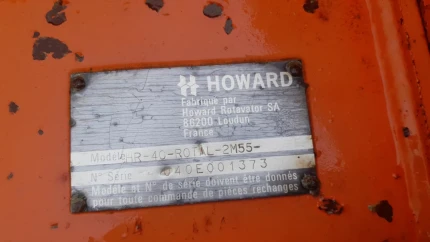 HOWARD
Fabriqué par
Howard Rotavator SA
86200 Loudun
France
Modèle HR-40-ROTAL-2M55-
N° Série 040E001373
Modèle et N° de série doivent être donnés
pour toute commande de pièces rechanges